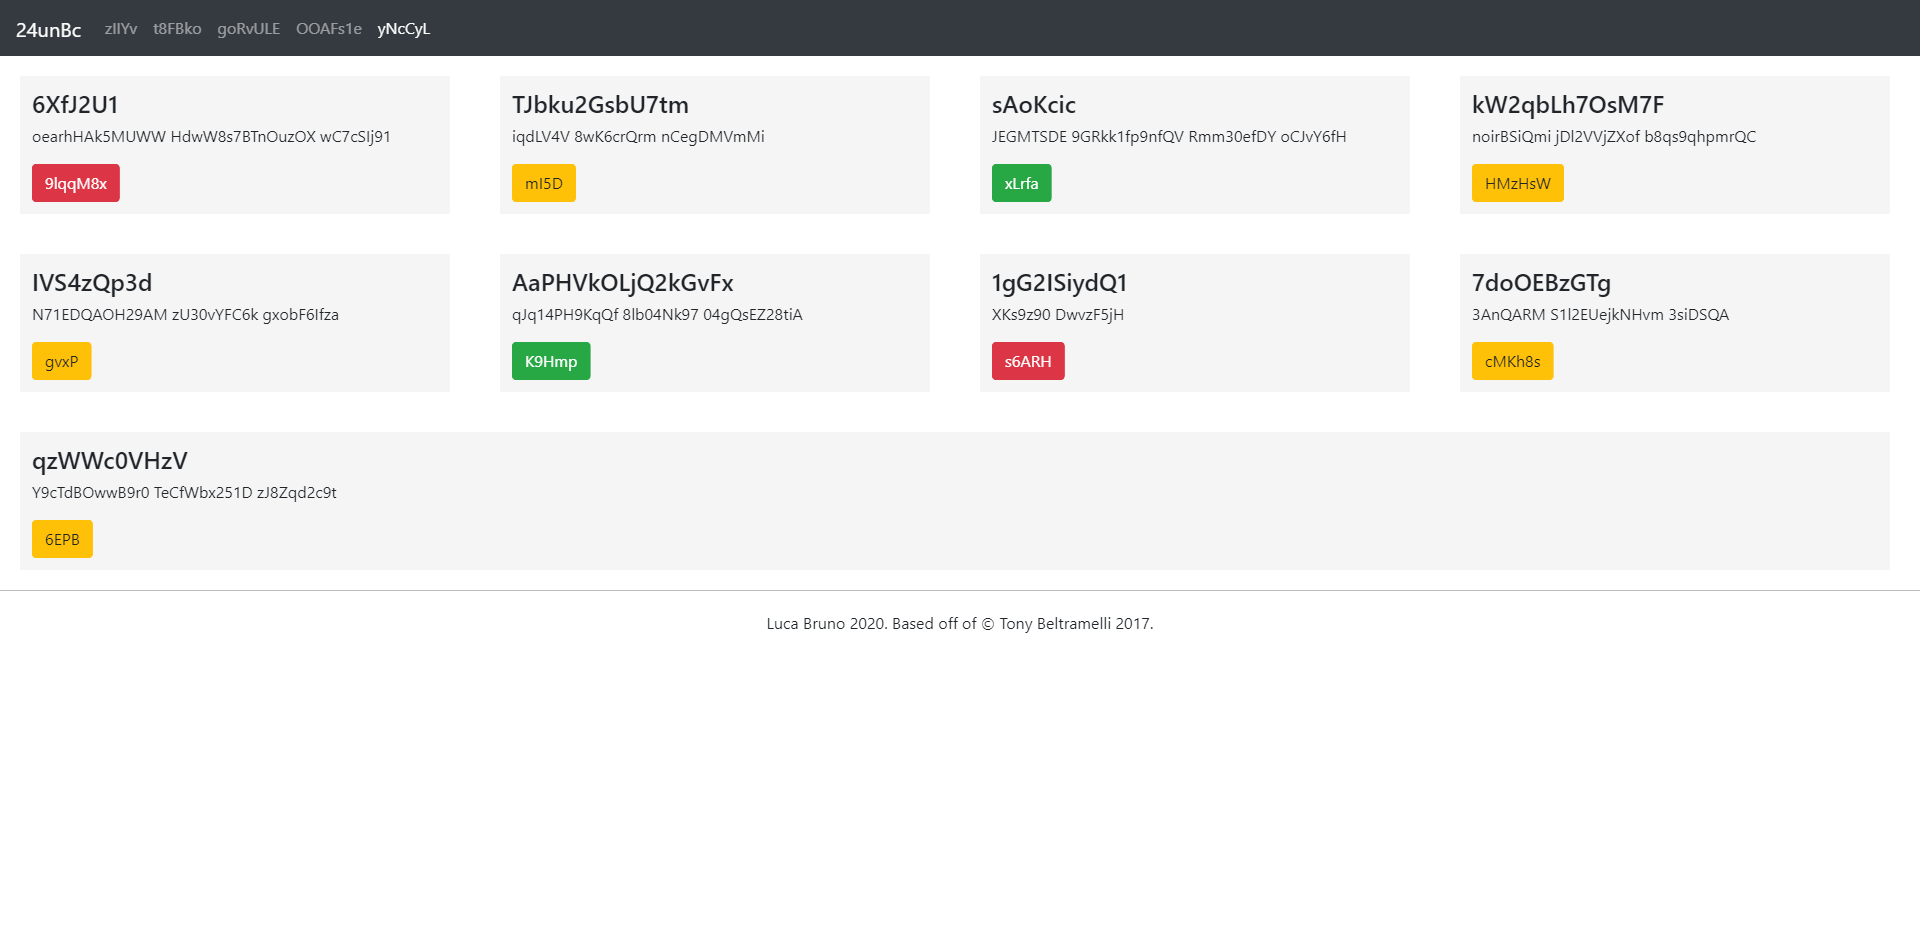 24unBc zIIYv t8FBko goRvULE OOAFs1e yNcCyL
6XfJ2U1
oearhHAk5MUWW HdwW8s7BTnOuzOX wC7cSIj91
9lqqM8x
TJbku2GsbU7tm
iqdLV4V 8wK6crQrm nCegDMVmMi
mI5D
sAoKcic
JEGMTSDE 9GRkk1fp9nfQV Rmm30efDY oCJvY6fH
xLrfa
kW2qbLh7OsM7F
noirBSiQmi jDl2VVjZXof b8qs9qhpmrQC
HMzHsW
IVS4zQp3d
N71EDQAOH29AM zU30vYFC6k gxobF6Ifza
gvxP
AaPHVkOLjQ2kGvFx
qJq14PH9KqQf 8lb04Nk97 04gQsEZ28tiA
K9Hmp
1gG2ISiydQ1
XKs9z90 DwvzF5jH
s6ARH
7doOEBzGTg
3AnQARM S1l2EUejkNHvm 3siDSQA
cMKh8s
qzWWc0VHzV
Y9cTdBOwwB9r0 TeCfWbx251D zJ8Zqd2c9t
6EPB
Luca Bruno 2020. Based off of © Tony Beltramelli 2017.